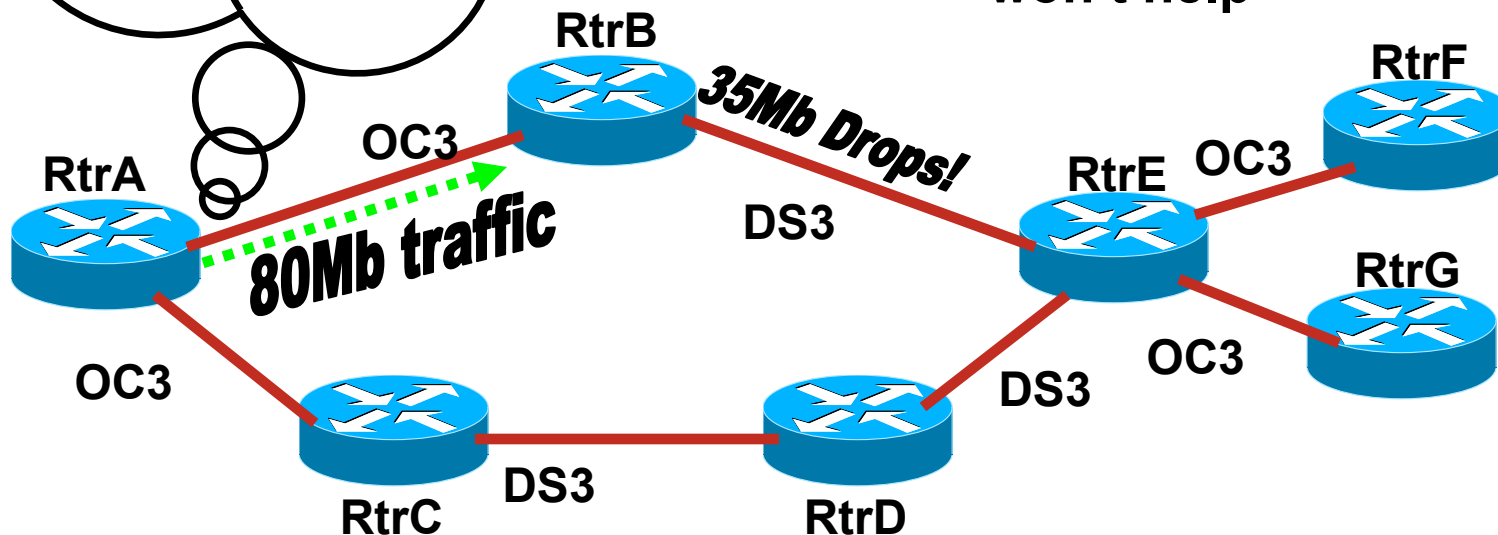 RtrB
RtrF
35Mb Drops!
OC3
OC3
RtrA
RtrE
80Mb traffic
DS3
RtrG
OC3
OC3
DS3
DS3
RtrC
RtrD